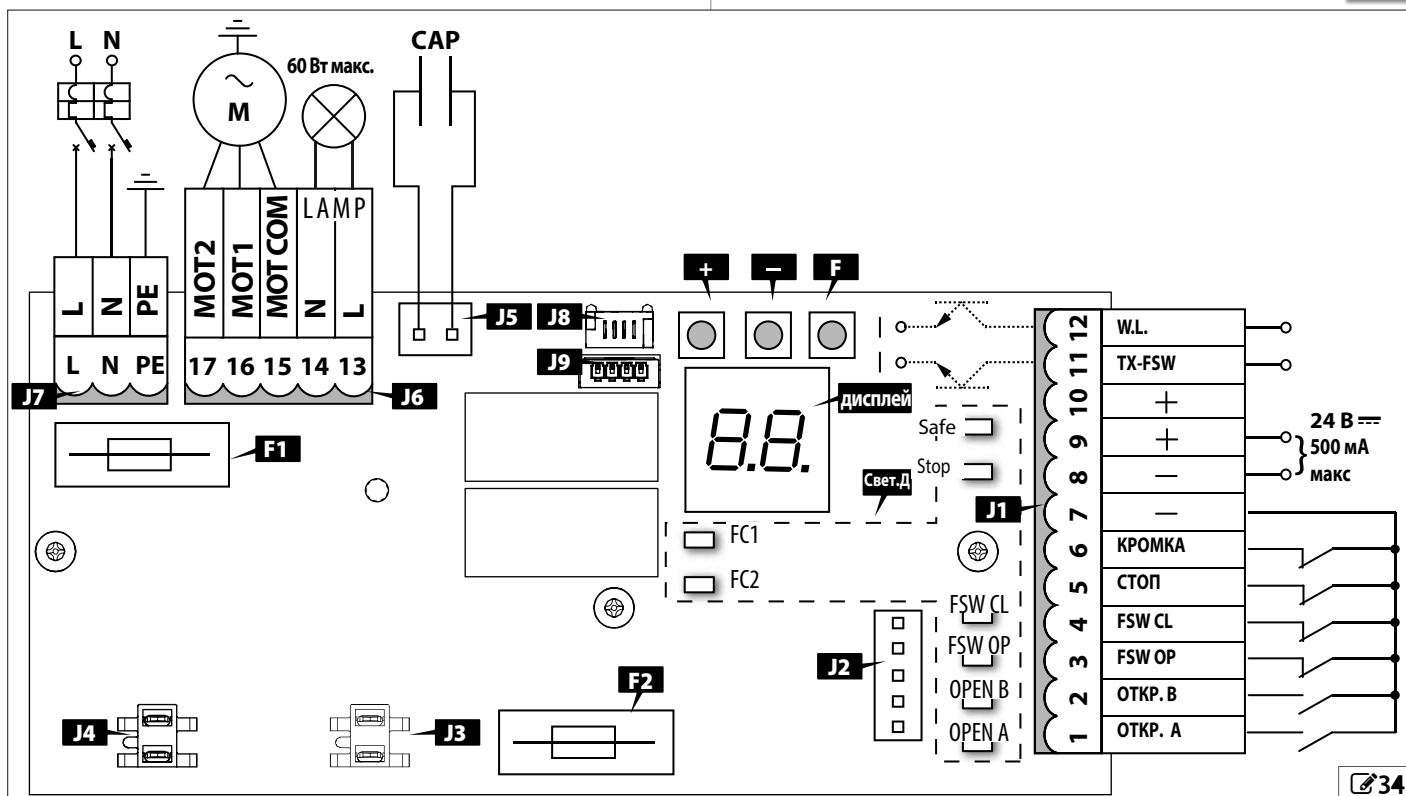 L N
CAP
60 Вт макс.
M
L
N
PE
MOT2
MOT1
MOT COM
LAMP
N
L
L N PE
17 16 15 14 13
J7
J6
J5
J8
J9
+
−
F
F1
дисплей
8.8.
Свет.Д
Safe
Stop
FC1
FC2
FSW CL
FSW OP
OPEN B
OPEN A
J1
J2
F2
J4
J3
12 W.L.
11 TX-FSW
10 +
9 +
8 −
7 −
6 КРОМКА
5 СТОП
4 FSW CL
3 FSW OP
2 ОТКР. B
1 ОТКР. A
24 В
500 мА
макс
34